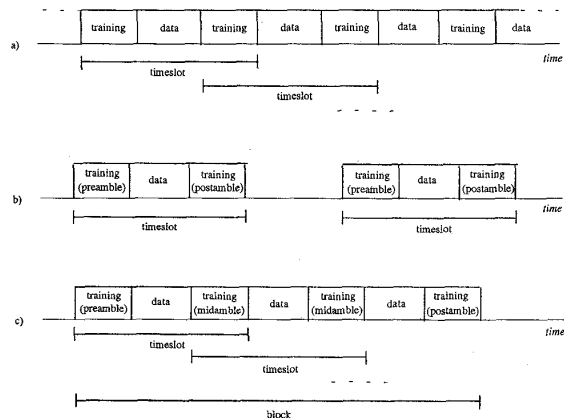 training data training data training data training data
a)
time
timeslot
timeslot
training (preamble) data training (postamble) training (preamble) data training (postamble)
b)
time
timeslot timeslot
training (preamble) data training (midamble) data training (midamble) data training (postamble)
c)
time
timeslot
timeslot
block